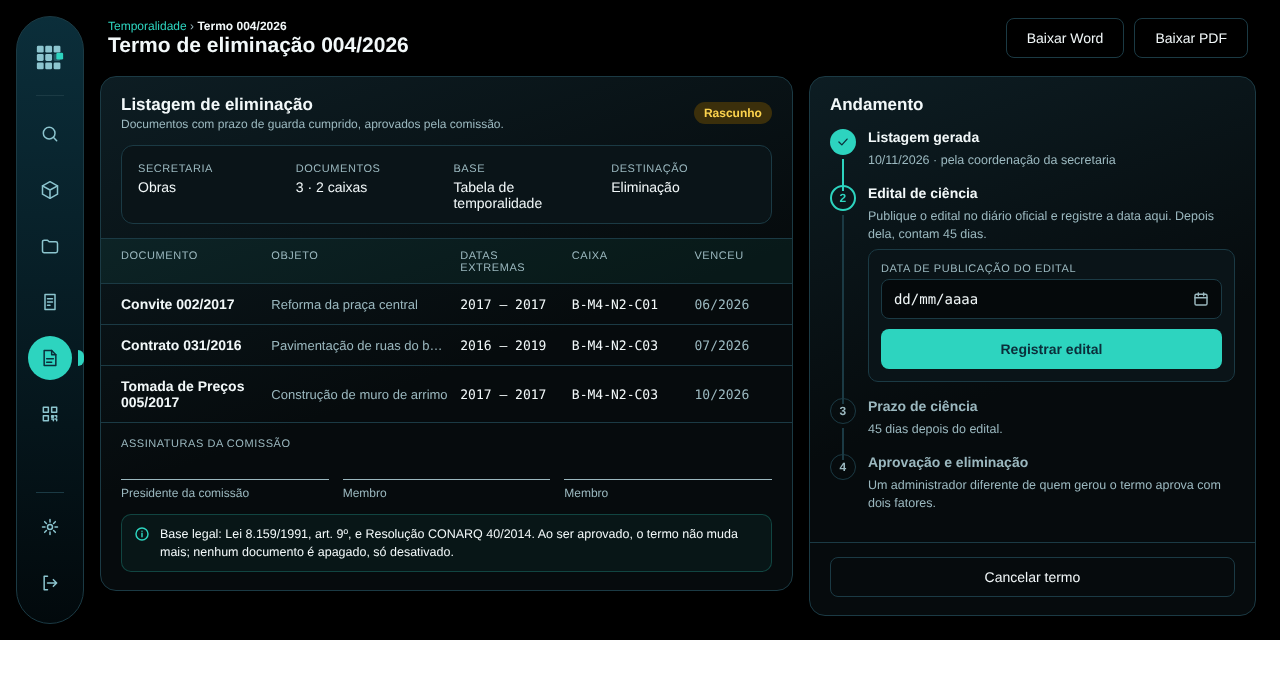 Temporalidade › Termo 004/2026
Termo de eliminação 004/2026
Baixar Word
Baixar PDF
Listagem de eliminação
Documentos com prazo de guarda cumprido, aprovados pela comissão.
Rascunho
SECRETARIA
Obras
DOCUMENTOS
3 · 2 caixas
BASE
Tabela de
temporalidade
DESTINAÇÃO
Eliminação
DOCUMENTO OBJETO DATAS EXTREMAS CAIXA VENCEU
Convite 002/2017 Reforma da praça central 2017 – 2017 B-M4-N2-C01 06/2026
Contrato 031/2016 Pavimentação de ruas do b… 2016 – 2019 B-M4-N2-C03 07/2026
Tomada de Preços
005/2017 Construção de muro de arrimo 2017 – 2017 B-M4-N2-C03 10/2026
ASSINATURAS DA COMISSÃO
Presidente da comissão Membro Membro
Base legal: Lei 8.159/1991, art. 9º, e Resolução CONARQ 40/2014. Ao ser aprovado, o termo não muda
mais; nenhum documento é apagado, só desativado.
Andamento
Listagem gerada
10/11/2026 · pela coordenação da secretaria
2 Edital de ciência
Publique o edital no diário oficial e registre a data aqui. Depois
dela, contam 45 dias.
DATA DE PUBLICAÇÃO DO EDITAL
dd/mm/aaaa
Registrar edital
3 Prazo de ciência
45 dias depois do edital.
4 Aprovação e eliminação
Um administrador diferente de quem gerou o termo aprova com
dois fatores.
Cancelar termo